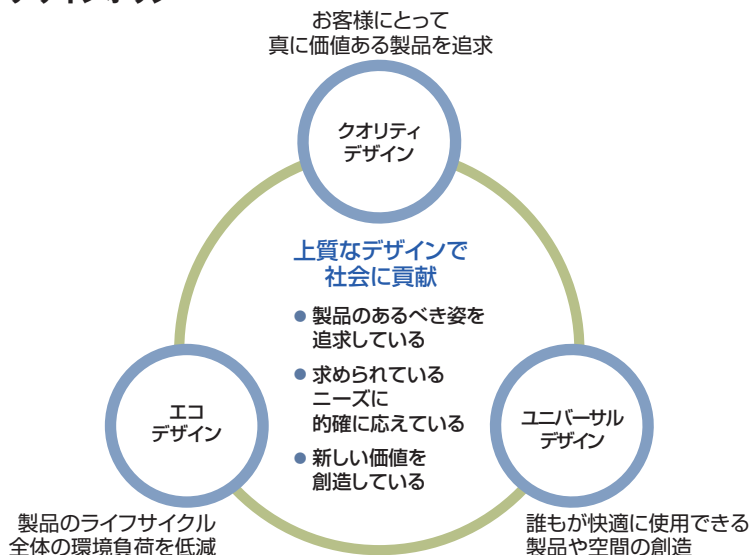 お客様にとって
真に価値ある製品を追求
クオリティ
デザイン
上質なデザインで
社会に貢献
● 製品のあるべき姿を
追求している
● 求められている
ニーズに
的確に応えている
● 新しい価値を
創造している
エコ
デザイン
ユニバーサル
デザイン
製品のライフサイクル
全体の環境負荷を低減
誰もが快適に使用できる
製品や空間の創造